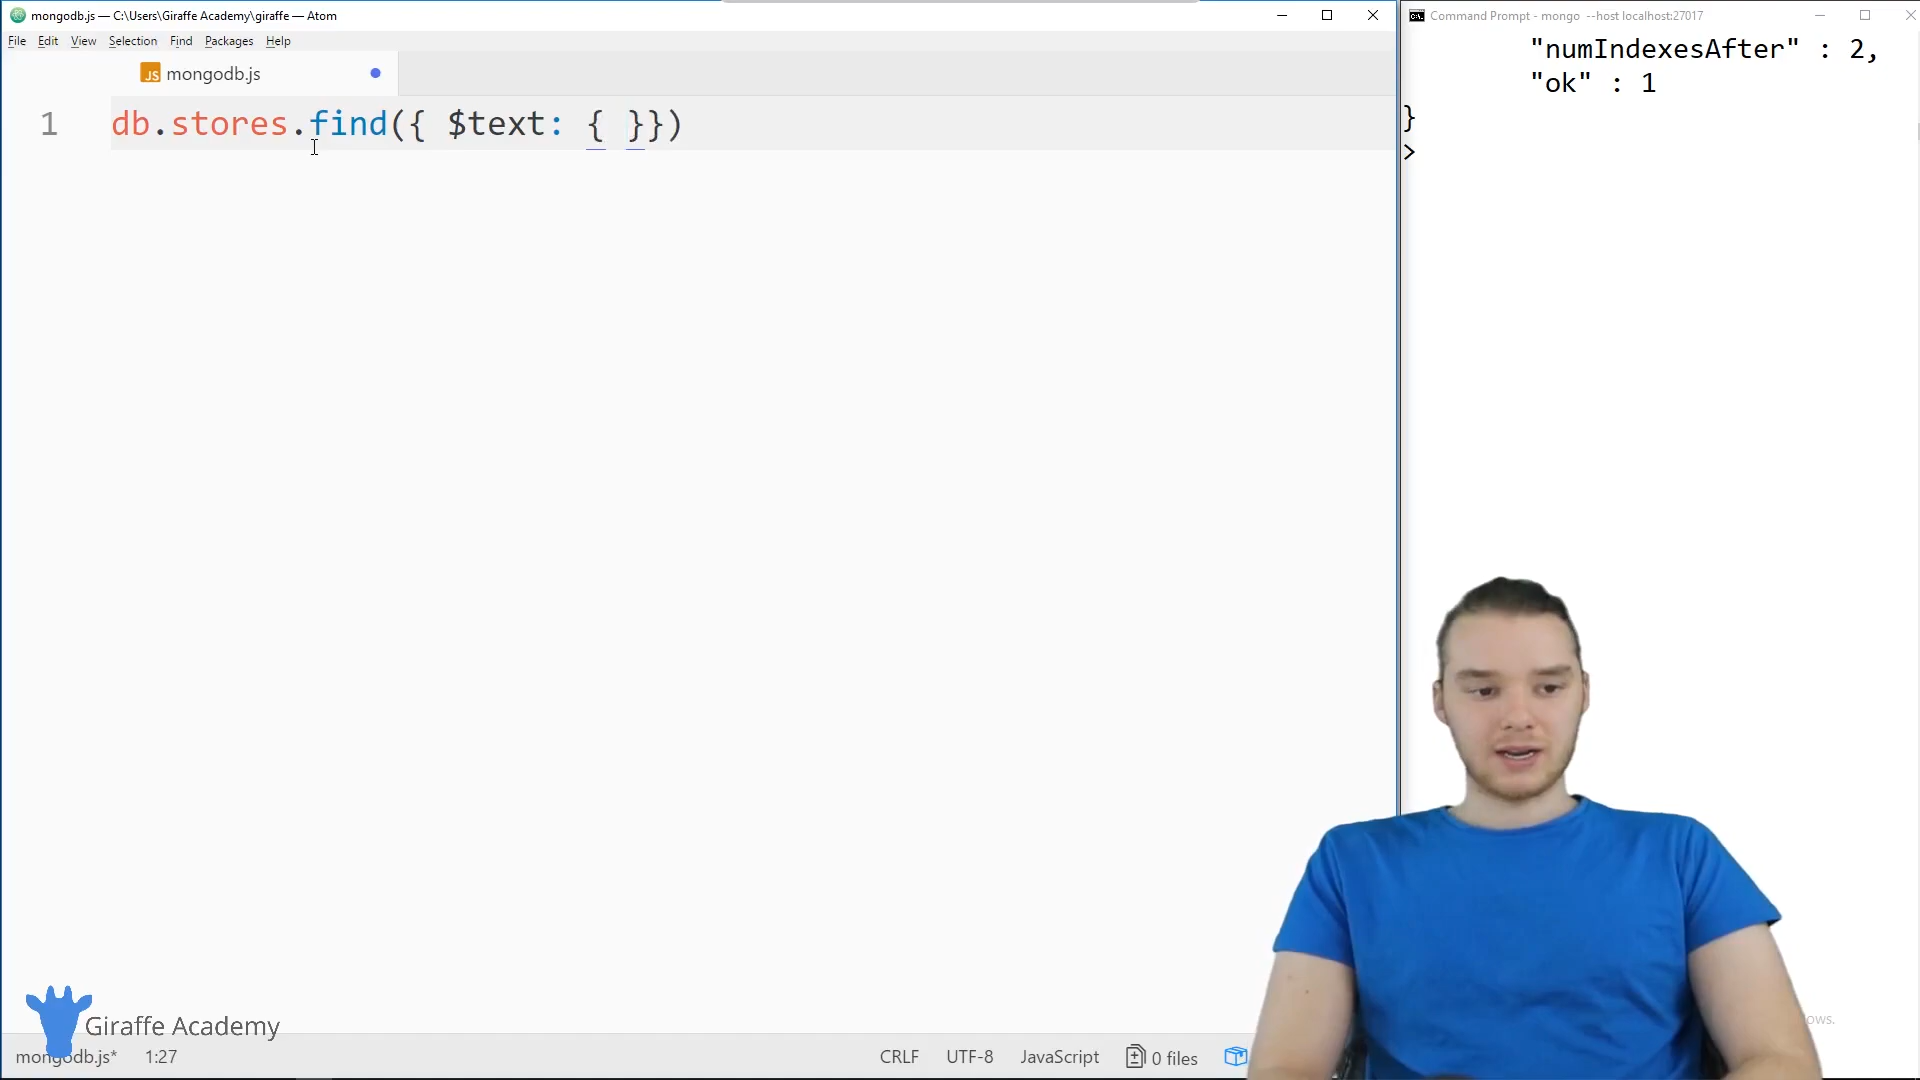 mongodb.js — C:\Users\Giraffe Academy\giraffe — Atom
File Edit View Selection Find Packages Help
JS mongodb.js
1 db.stores.find({ $text: { }})
Command Prompt - mongo --host localhost:27017
"numIndexesAfter" : 2,
"ok" : 1
}
>
Giraffe Academy
mongodb.js* 1:27 CRLF UTF-8 JavaScript 0 files